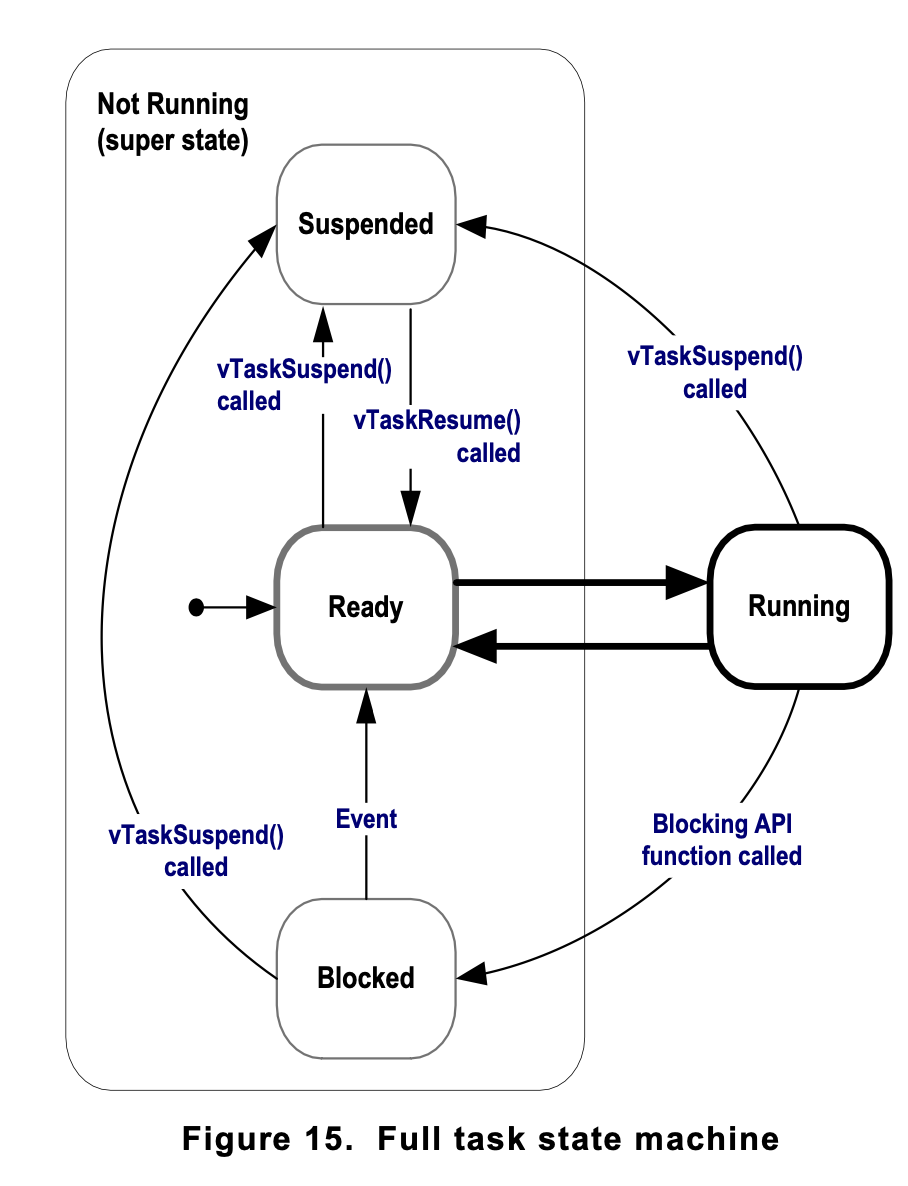 Not Running
(super state)
Suspended
vTaskSuspend()
called
vTaskResume()
called
vTaskSuspend()
called
Ready
Running
Event
vTaskSuspend()
called
Blocking API
function called
Blocked
Figure 15. Full task state machine